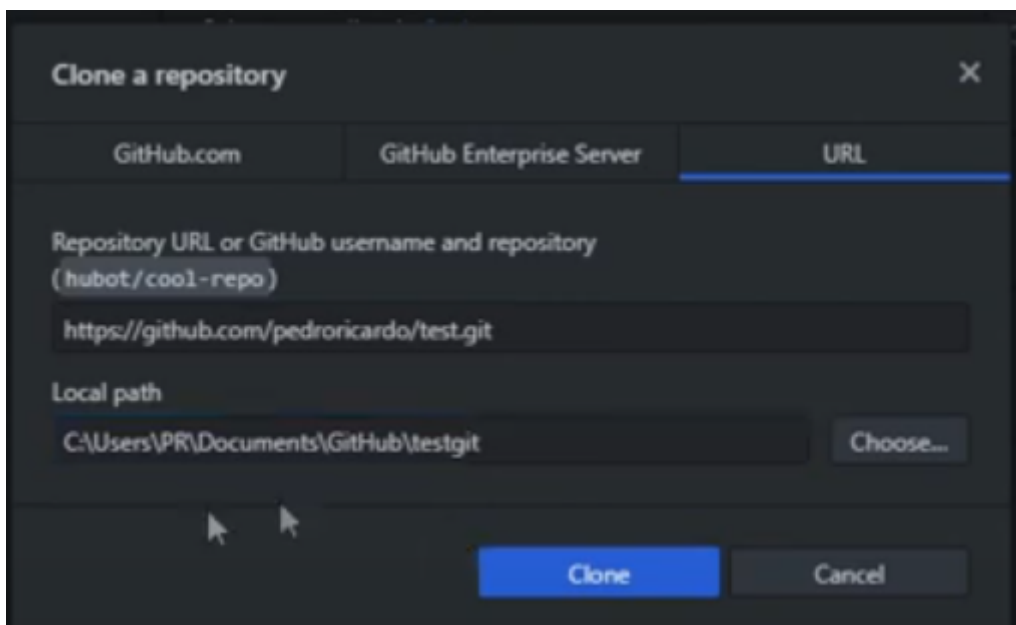 Clone a repository
GitHub.com GitHub Enterprise Server URL
Repository URL or GitHub username and repository
(hubot/cool-repo)
https://github.com/pedroricardo/test.git
Local path
C:\Users\PR\Documents\GitHub\testgit Choose...
Clone Cancel